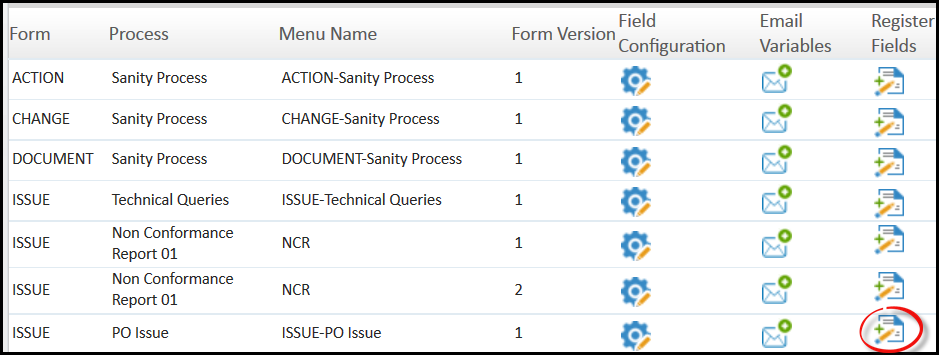 Form Process Menu Name Form Version Field Configuration Email Variables Register Fields
ACTION Sanity Process ACTION-Sanity Process 1
CHANGE Sanity Process CHANGE-Sanity Process 1
DOCUMENT Sanity Process DOCUMENT-Sanity Process 1
ISSUE Technical Queries ISSUE-Technical Queries 1
ISSUE Non Conformance Report 01 NCR 1
ISSUE Non Conformance Report 01 NCR 2
ISSUE PO Issue ISSUE-PO Issue 1